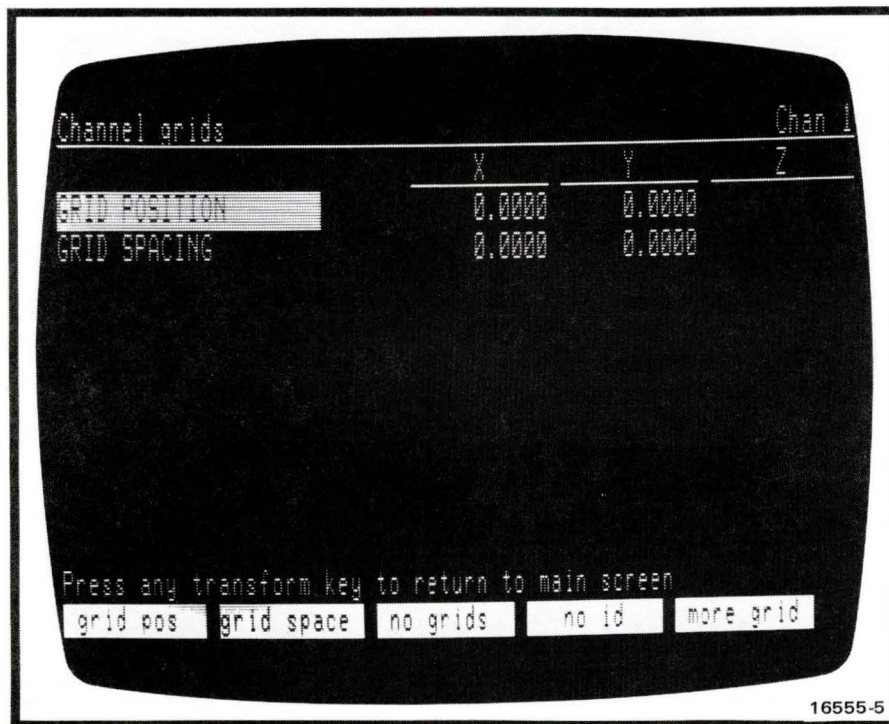 Channel grids Chan 1
X Y Z
GRID POSITION 0.0000 0.0000
GRID SPACING 0.0000 0.0000
Press any transform key to return to main screen
grid pos grid space no grids no id more grid
16555-5